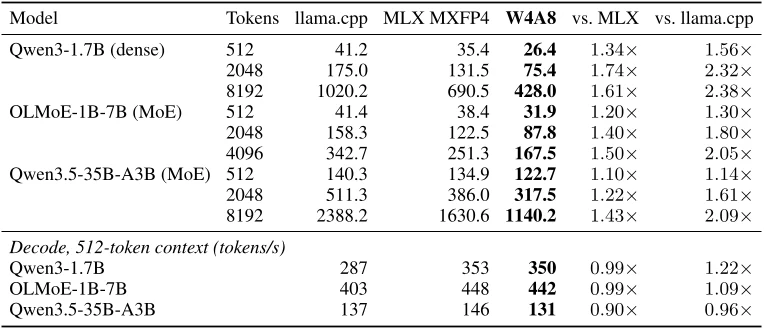 Model Tokens llama.cpp MLX MXFP4 W4A8 vs. MLX vs. llama.cpp
Qwen3-1.7B (dense) 512 41.2 35.4 26.4 1.34× 1.56×
2048 175.0 131.5 75.4 1.74× 2.32×
8192 1020.2 690.5 428.0 1.61× 2.38×
OLMoE-1B-7B (MoE) 512 41.4 38.4 31.9 1.20× 1.30×
2048 158.3 122.5 87.8 1.40× 1.80×
4096 342.7 251.3 167.5 1.50× 2.05×
Qwen3.5-35B-A3B (MoE) 512 140.3 134.9 122.7 1.10× 1.14×
2048 511.3 386.0 317.5 1.22× 1.61×
8192 2388.2 1630.6 1140.2 1.43× 2.09×
Decode, 512-token context (tokens/s)
Qwen3-1.7B 287 353 350 0.99× 1.22×
OLMoE-1B-7B 403 448 442 0.99× 1.09×
Qwen3.5-35B-A3B 137 146 131 0.90× 0.96×